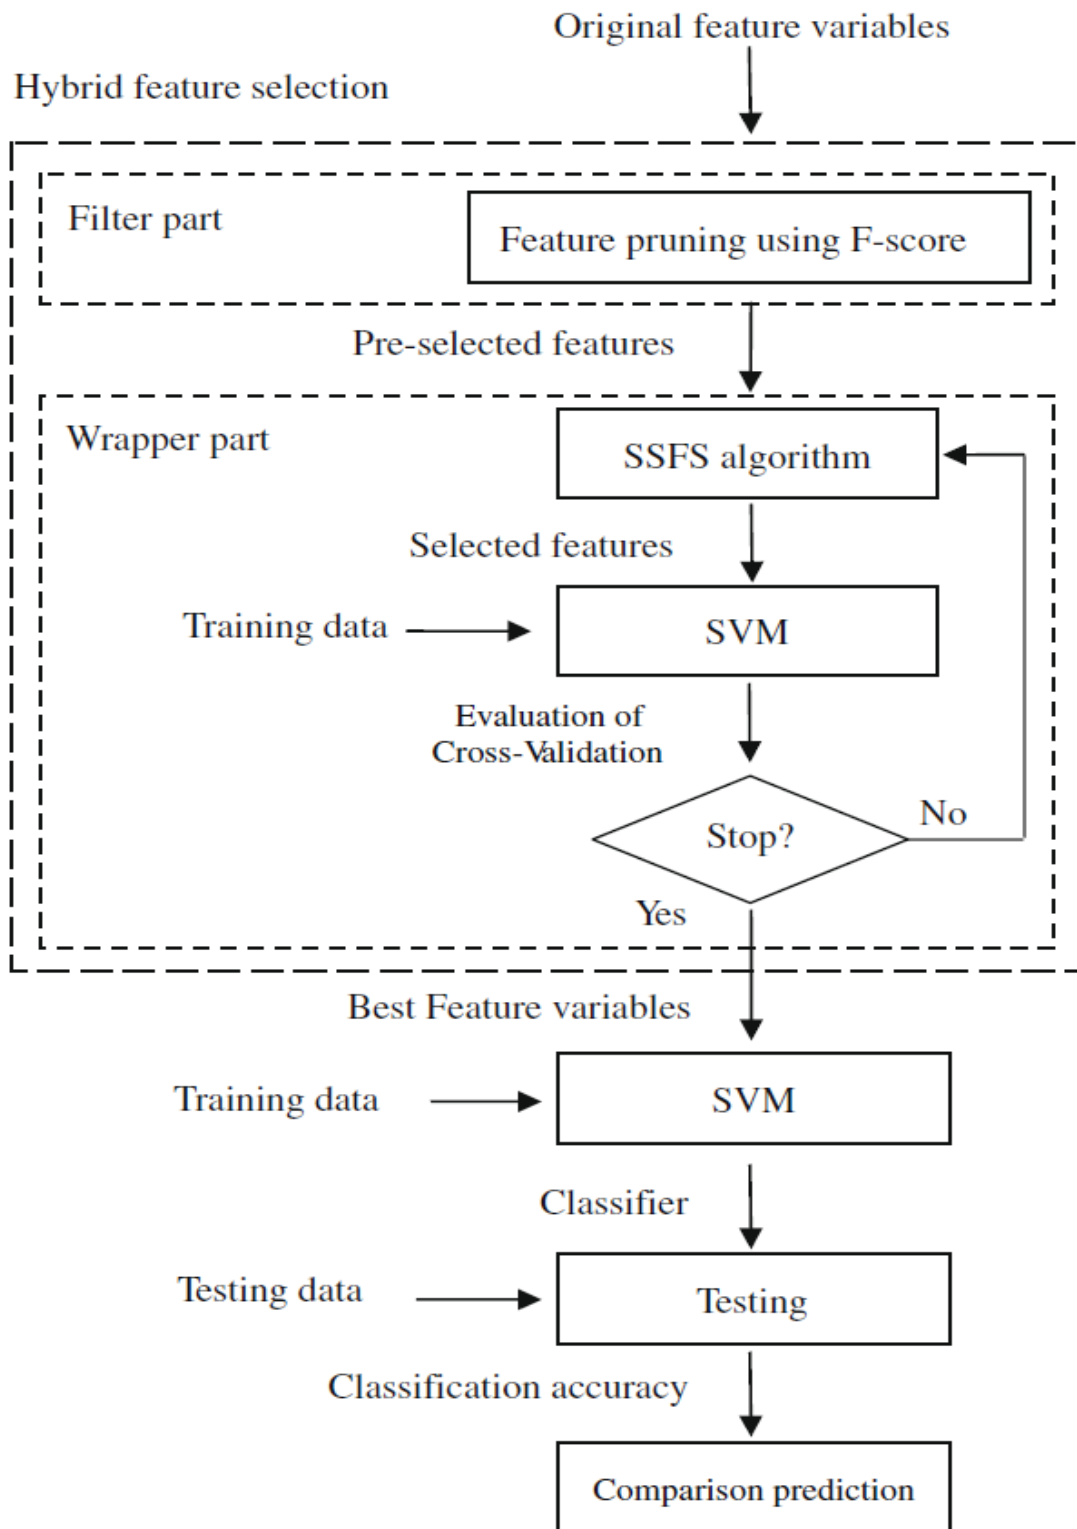 Original feature variables
Hybrid feature selection
Filter part
Feature pruning using F-score
Pre-selected features
Wrapper part
SSFS algorithm
Selected features
Training data
SVM
Evaluation of
Cross-Validation
Stop?
No
Yes
Best Feature variables
Training data
SVM
Classifier
Testing data
Testing
Classification accuracy
Comparison prediction